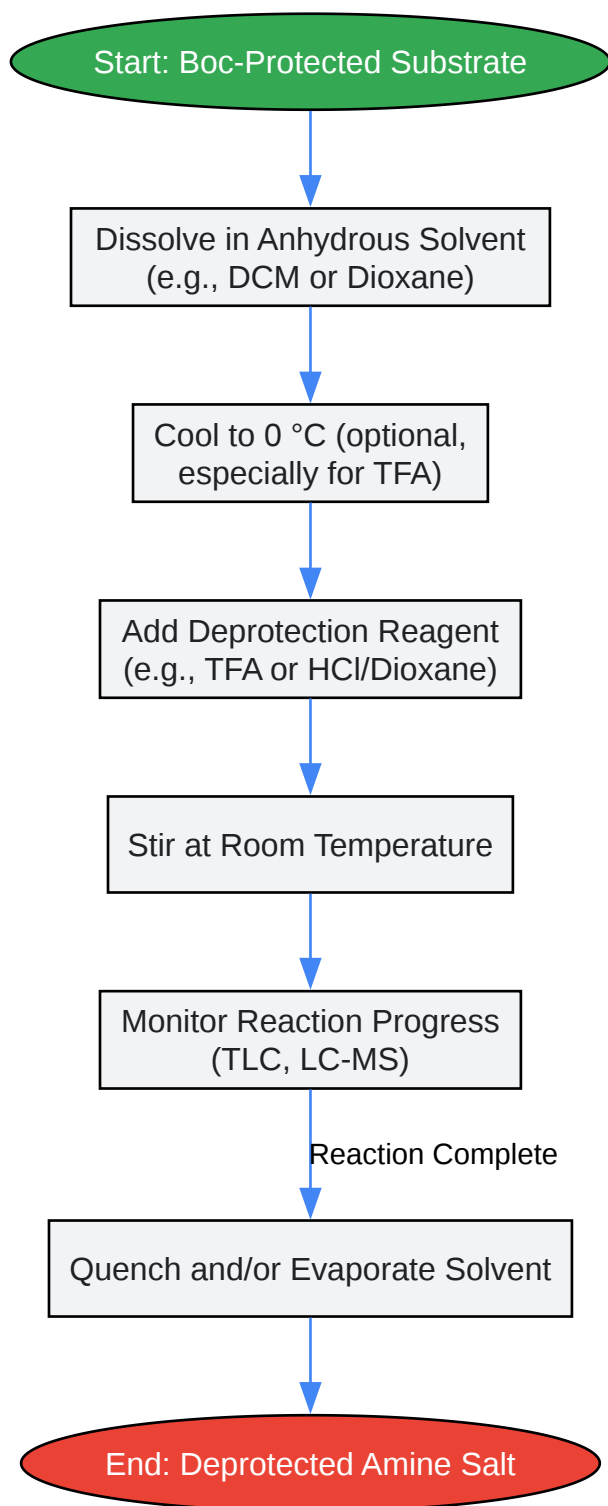 Start: Boc-Protected Substrate
Dissolve in Anhydrous Solvent
(e.g., DCM or Dioxane)
Cool to 0 °C (optional,
especially for TFA)
Add Deprotection Reagent
(e.g., TFA or HCl/Dioxane)
Stir at Room Temperature
Monitor Reaction Progress
(TLC, LC-MS)
Reaction Complete
Quench and/or Evaporate Solvent
End: Deprotected Amine Salt